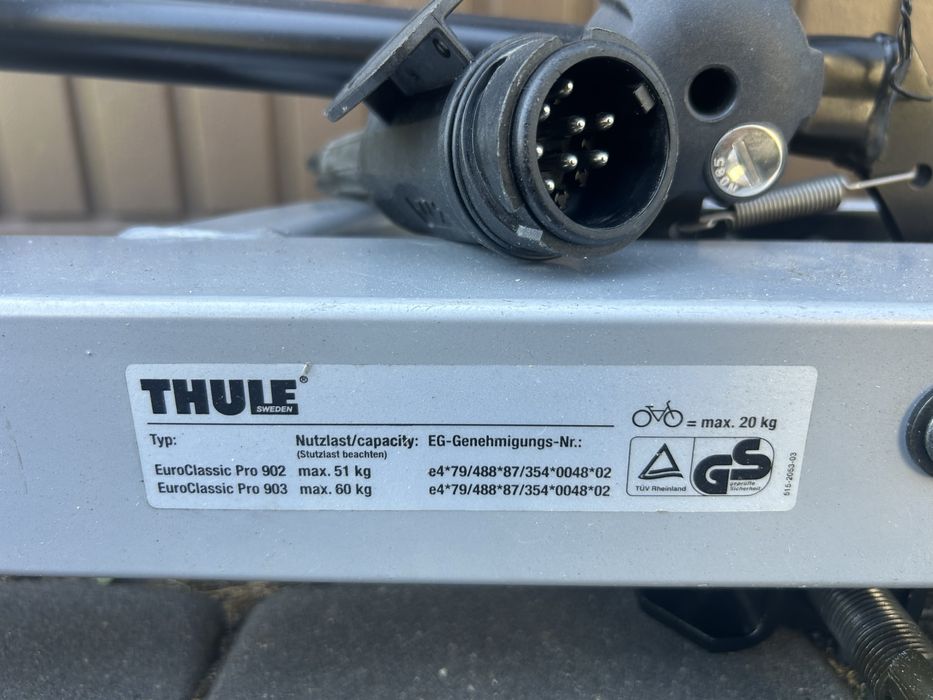 N085
THULE®
SWEDEN
Typ: Nutzlast/capacity: EG-Genehmigungs-Nr.:
(Stutzlast beachten)
EuroClassic Pro 902 max. 51 kg e4*79/488*87/354*0048*02
EuroClassic Pro 903 max. 60 kg e4*79/488*87/354*0048*02
= max. 20 kg
TÜV Rheinland
GS
geprüfte
Sicherheit
515-2053-03